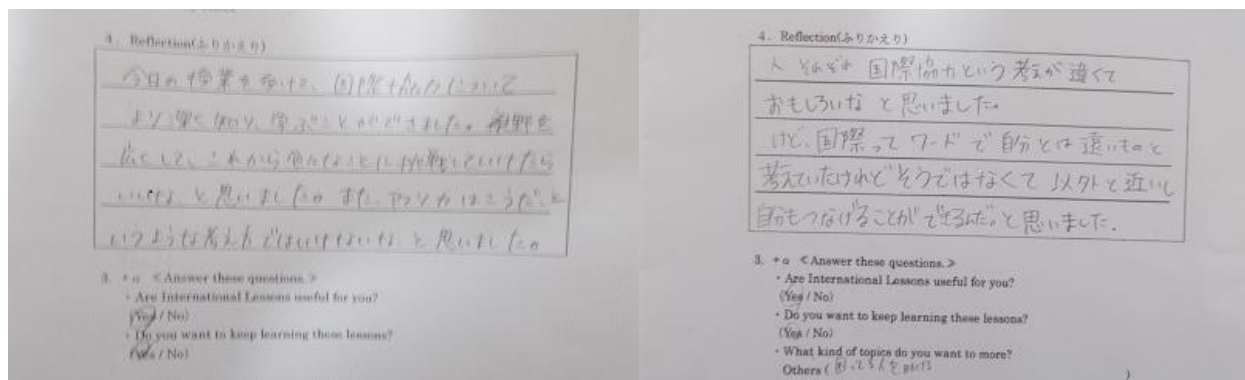 4. Reflection(ふりかえり)
今日の授業を受けて、国際協力について
より深く知り、学ぶことができました。視野を
広くして、これから色んなことに挑戦していけたら
いいな と思いました。また、アフリカはこうだ と
いうような考え方ではいけないな と思いました。
3. +α <Answer these questions.>
・Are International Lessons useful for you?
(Yes / No)
・Do you want to keep learning these lessons?
(Yes / No)
4. Reflection(ふりかえり)
人 それぞれ 国際協力という 考えが 違くて
おもしろいな と思いました。
けど、国際って ワードで 自分とは 遠いものと
考えていたけれど そうではなくて 以外と近いし
自分もつなげることが できるんだ。と思いました。
3. +α <Answer these questions.>
・Are International Lessons useful for you?
(Yes / No)
・Do you want to keep learning these lessons?
(Yes / No)
・What kind of topics do you want to more?
Others ( 困ってる人を助ける )